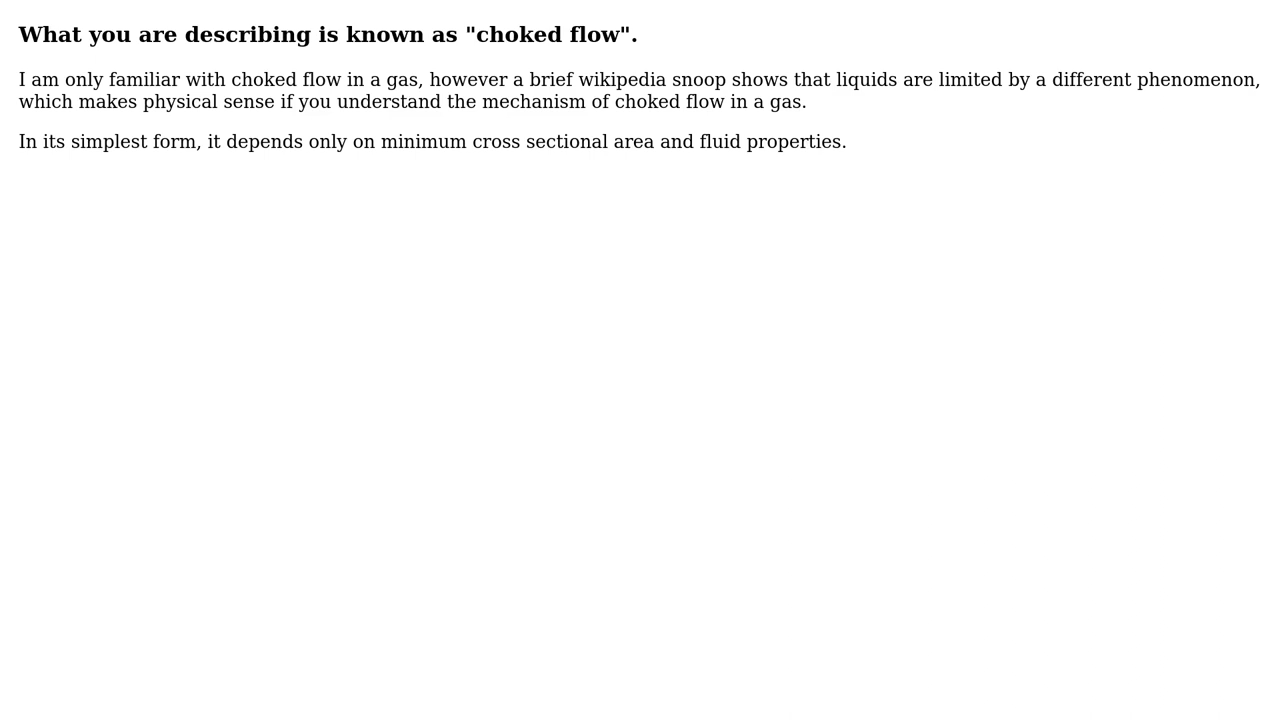 What you are describing is known as "choked flow".
I am only familiar with choked flow in a gas, however a brief wikipedia snoop shows that liquids are limited by a different phenomenon,
which makes physical sense if you understand the mechanism of choked flow in a gas.
In its simplest form, it depends only on minimum cross sectional area and fluid properties.